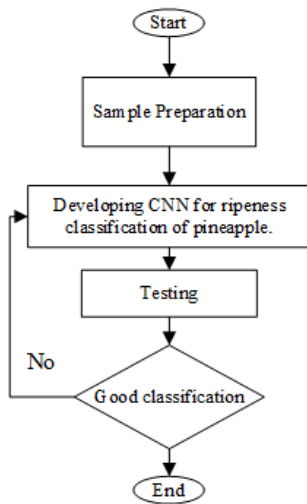 Start
Sample Preparation
Developing CNN for ripeness
classification of pineapple.
Testing
No
Good classification
End